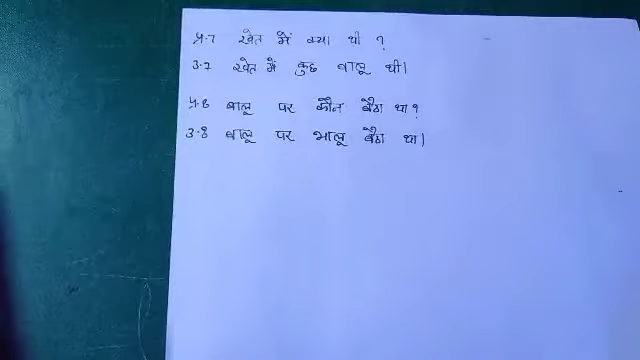 प्र.7 खेत में क्या थी ?
उ.7 खेत में कुछ बालू थी।
प्र.8 बालू पर कौन बैठा था ?
उ.8 बालू पर भालू बैठा था।